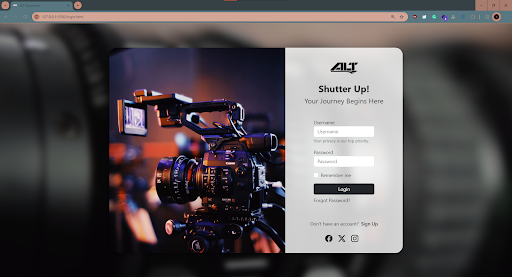 ALT
Shutter Up!
Your Journey Begins Here
Username
Username
Your privacy is our top priority.
Password
Password
Remember me
Login
Forgot Password?
Don't have an account? Sign Up